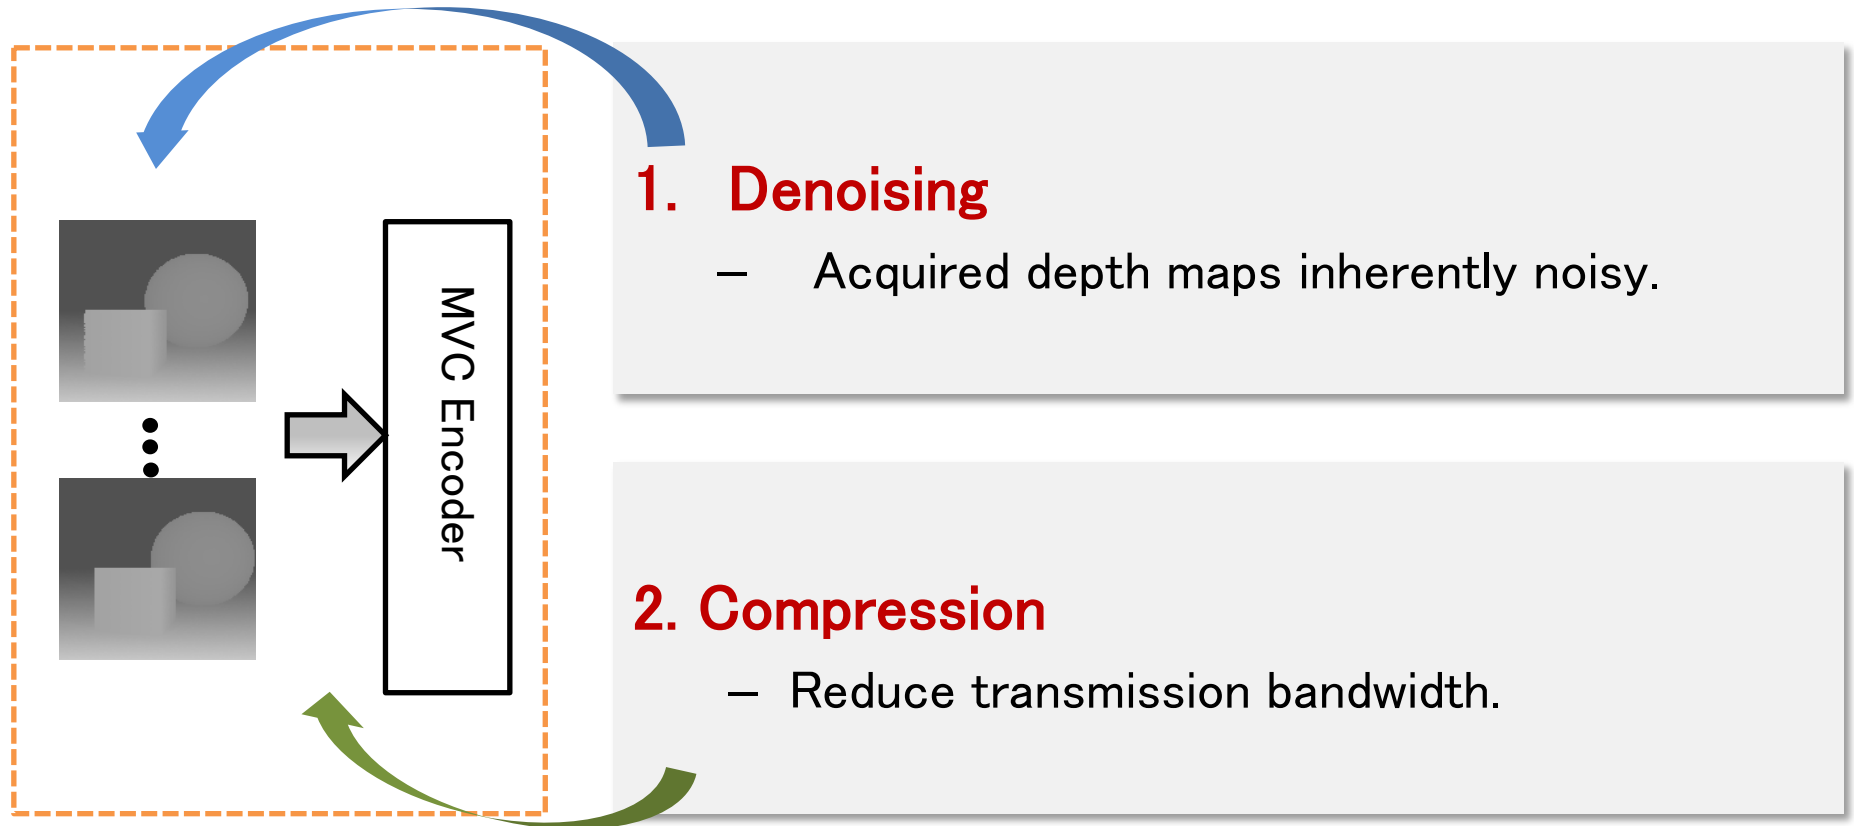 MVC Encoder
1. Denoising
– Acquired depth maps inherently noisy.
2. Compression
– Reduce transmission bandwidth.